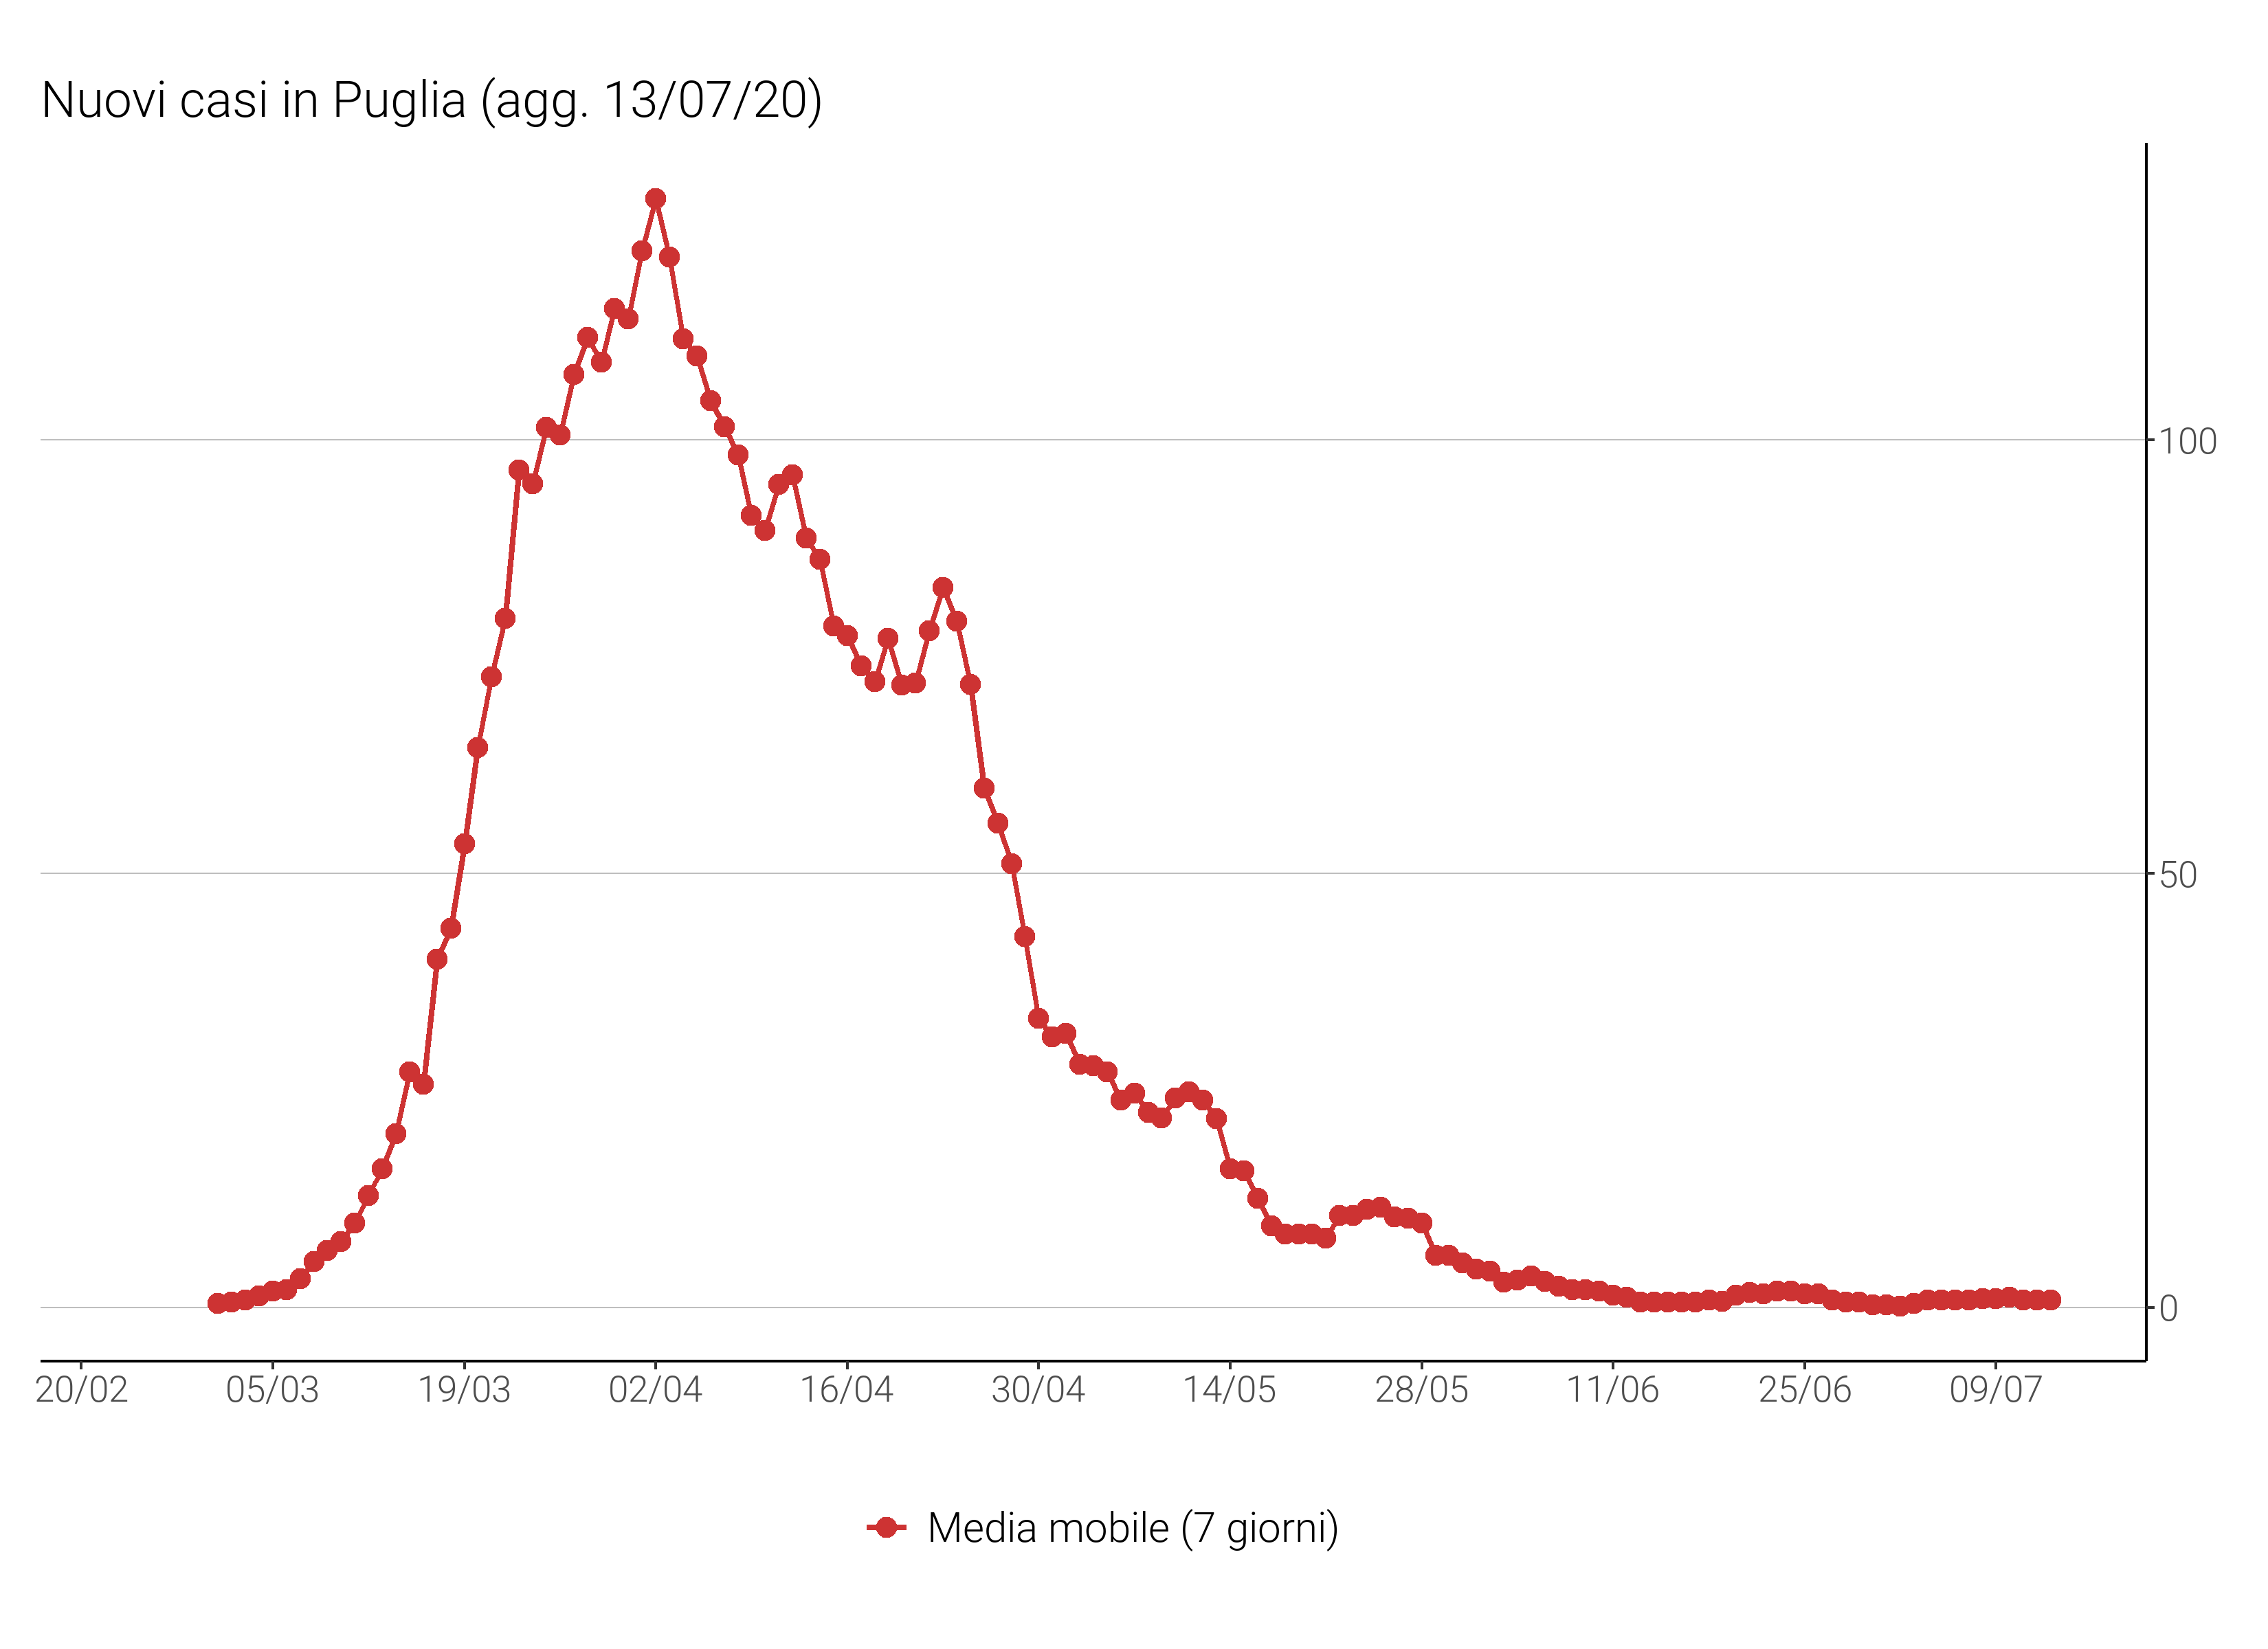 Nuovi casi in Puglia (agg. 13/07/20)
100
50
0
20/02 05/03 19/03 02/04 16/04 30/04 14/05 28/05 11/06 25/06 09/07
Media mobile (7 giorni)